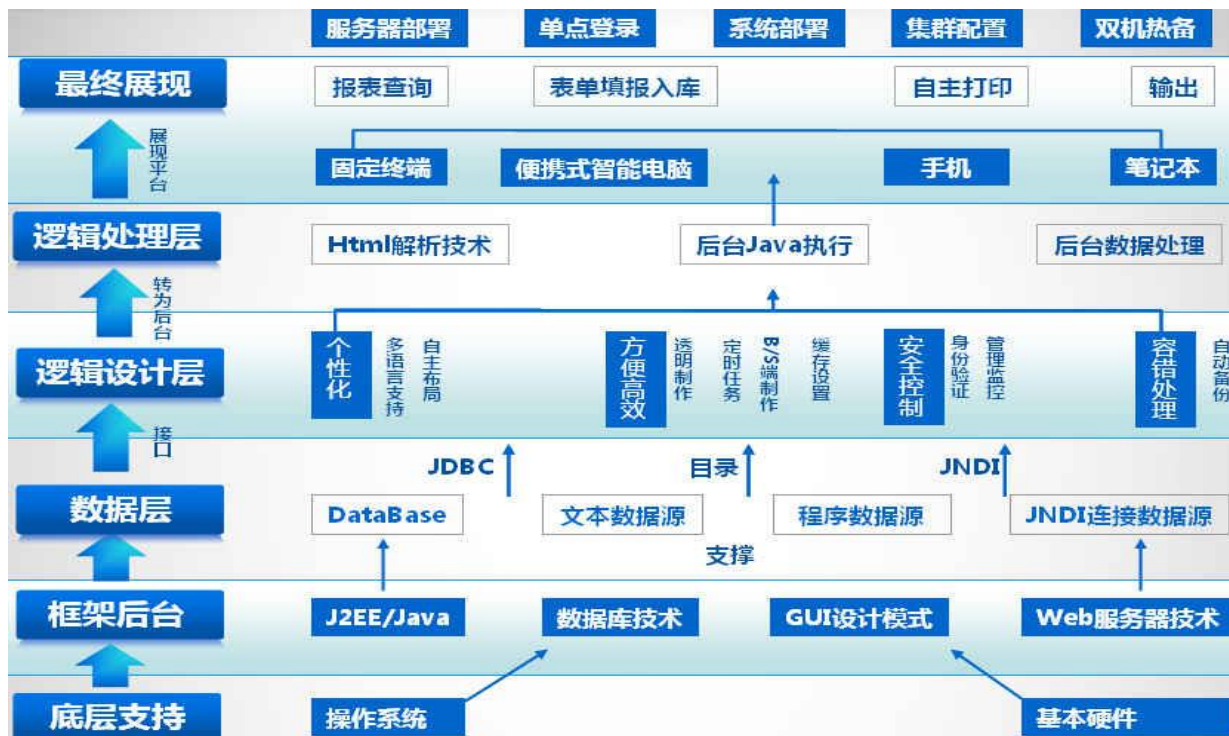 服务器部署
单点登录
系统部署
集群配置
双机热备
最终展现
报表查询
表单填报入库
自主打印
输出
展现平台
固定终端
便携式智能电脑
手机
笔记本
逻辑处理层
Html解析技术
后台Java执行
后台数据处理
转为后台
逻辑设计层
个性化
多语言支持
自主布局
方便高效
透明制作
定时任务
B/S端制作
缓存设置
安全控制
身份验证
管理监控
容错处理
自动备份
接口
JDBC
目录
JNDI
数据层
DataBase
文本数据源
程序数据源
JNDI连接数据源
支撑
框架后台
J2EE/Java
数据库技术
GUI设计模式
Web服务器技术
底层支持
操作系统
基本硬件